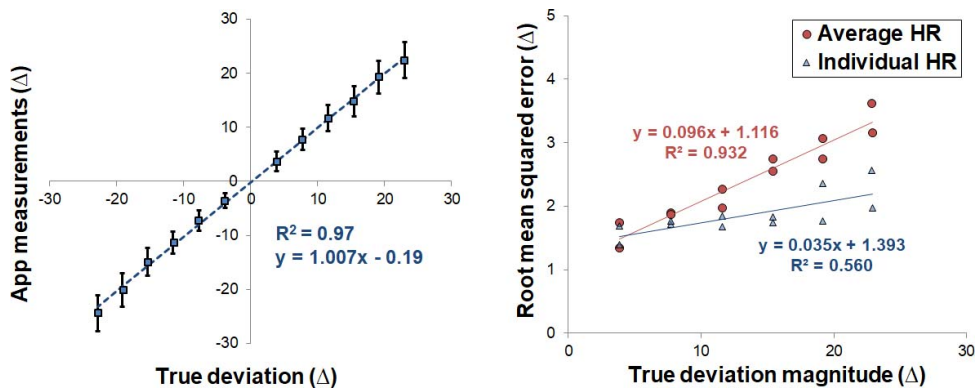 App measurements (Δ)
30
20
10
0
-30
-20
-10
0
10
20
30
-10
-20
-30
R² = 0.97
y = 1.007x - 0.19
True deviation (Δ)
Root mean squared error (Δ)
5
4
3
2
1
0
Average HR
Individual HR
y = 0.096x + 1.116
R² = 0.932
y = 0.035x + 1.393
R² = 0.560
0
10
20
30
True deviation magnitude (Δ)